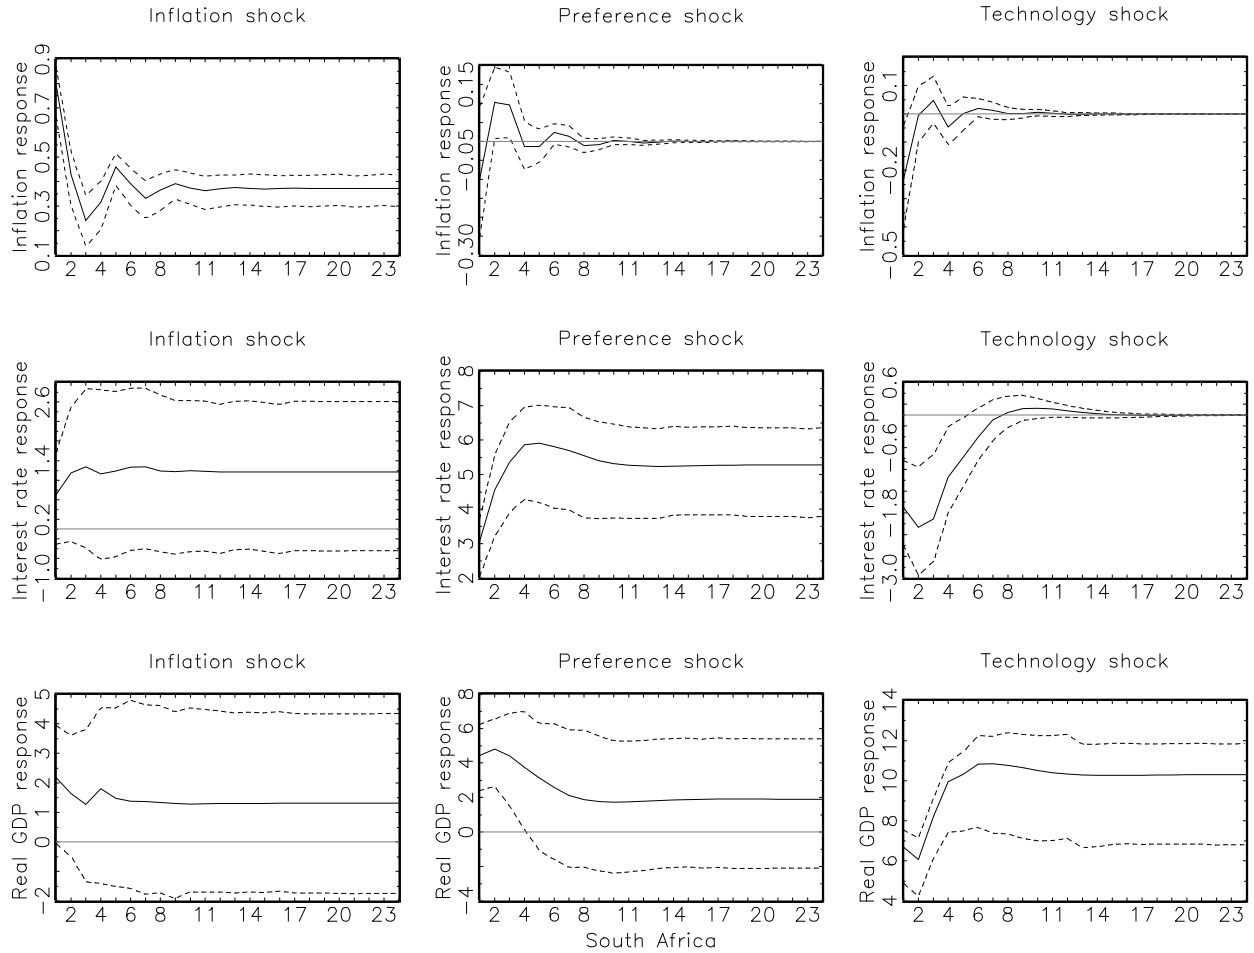 Inflation shock
Preference shock
Technology shock
Inflation response
0.1 0.3 0.5 0.7 0.9
2 4 6 8 11 14 17 20 23
Inflation response
−0.30 −0.05 0.15
2 4 6 8 11 14 17 20 23
Inflation response
−0.5 −0.2 0.1
2 4 6 8 11 14 17 20 23
Inflation shock
Preference shock
Technology shock
Interest rate response
−1.0 0.2 1.4 2.6
2 4 6 8 11 14 17 20 23
Interest rate response
2 3 4 5 6 7 8
2 4 6 8 11 14 17 20 23
Interest rate response
−3.0 −1.8 −0.6 0.6
2 4 6 8 11 14 17 20 23
Inflation shock
Preference shock
Technology shock
Real GDP response
−2 0 1 2 3 4 5
2 4 6 8 11 14 17 20 23
Real GDP response
−4 0 2 4 6 8
2 4 6 8 11 14 17 20 23
Real GDP response
4 6 8 10 12 14
2 4 6 8 11 14 17 20 23
South Africa